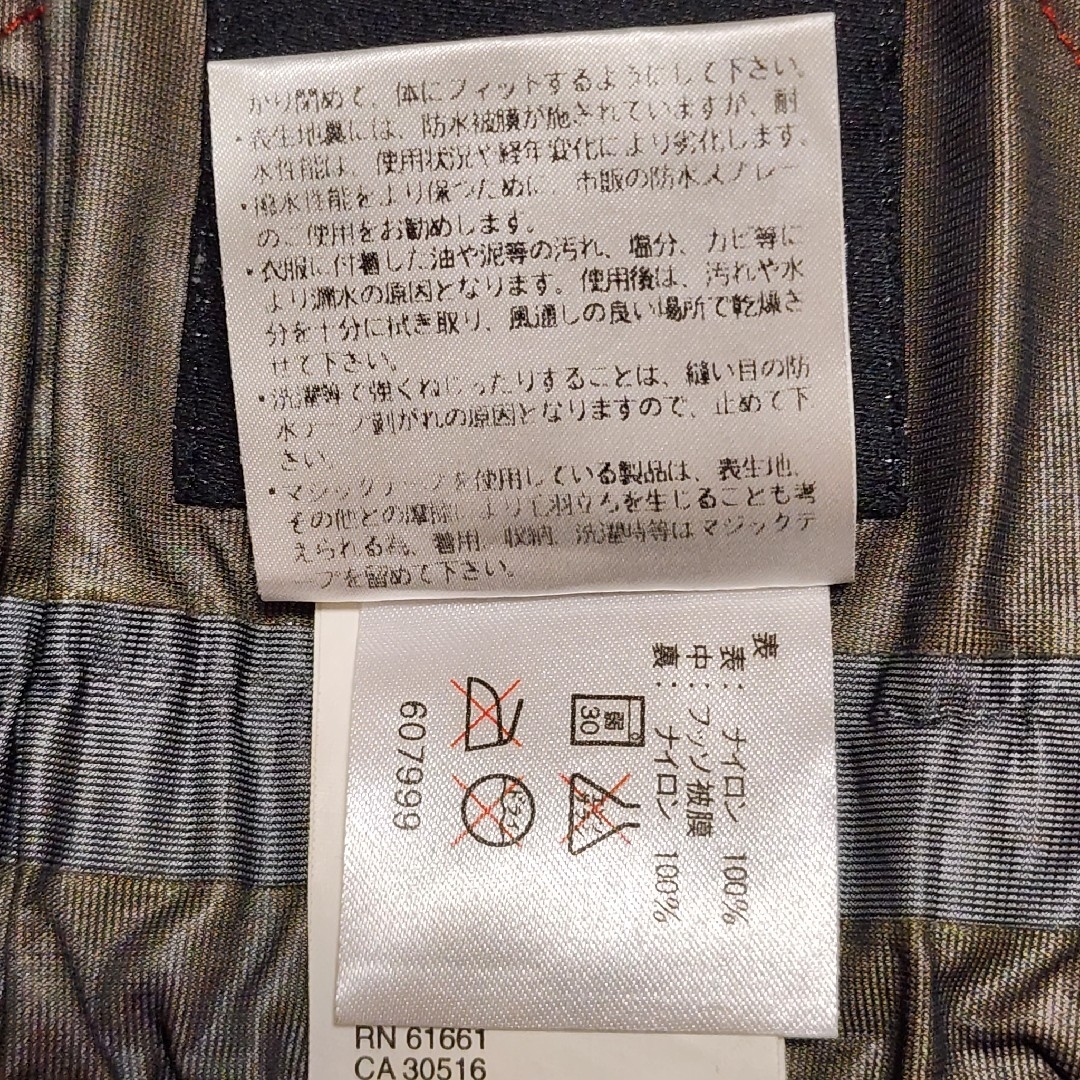 かり閉めて、体にフィットするようにして下さい。
・表生地裏には、防水被膜が施されていますが、耐
水性能は、使用状況や経年変化により劣化します。
・撥水性能をより保つために、市販の防水スプレー
のご使用をお勧めします。
・衣服に付着した油や泥等の汚れ、塩分、カビ等に
より漏水の原因となります。使用後は、汚れや水
分を十分に拭き取り、風通しの良い場所で乾燥さ
せて下さい。
・洗濯等で強くねじったりすることは、縫い目の防
水テープ剥がれの原因となりますので、止めて下
さい。
・マジックテープを使用している製品は、表生地、
その他との摩擦により毛羽立ちを生じることも考
えられる為、着用、収納、洗濯時等はマジックテ
ープを留めて下さい。
表
表: ナイロン 100%
中: フッソ被膜
裏: ナイロン 100%
30
607999
RN 61661
CA 30516